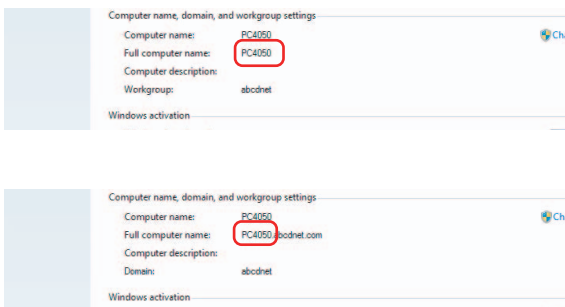 Computer name, domain, and workgroup settings
Computer name: PC4050
Full computer name: PC4050
Computer description:
Workgroup: abcdnet
Windows activation
Computer name, domain, and workgroup settings
Computer name: PC4050
Full computer name: PC4050.abcdnet.com
Computer description:
Domain: abcdnet
Windows activation